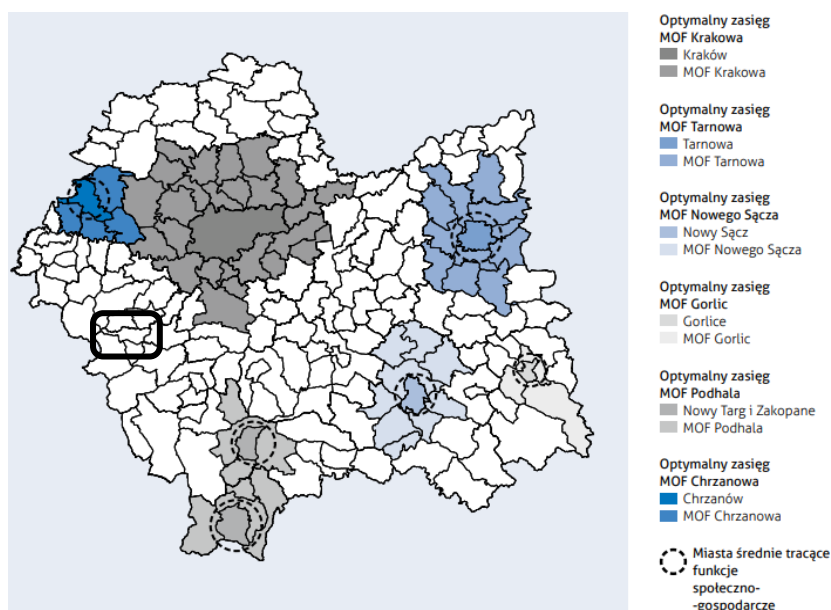 Optymalny zasięg
MOF Krakowa
Kraków
MOF Krakowa
Optymalny zasięg
MOF Tarnowa
Tarnowa
MOF Tarnowa
Optymalny zasięg
MOF Nowego Sącza
Nowy Sącz
MOF Nowego Sącza
Optymalny zasięg
MOF Gorlic
Gorlice
MOF Gorlic
Optymalny zasięg
MOF Podhala
Nowy Targ i Zakopane
MOF Podhala
Optymalny zasięg
MOF Chrzanowa
Chrzanów
MOF Chrzanowa
Miasta średnie tracące
funkcje
społeczno-
-gospodarcze